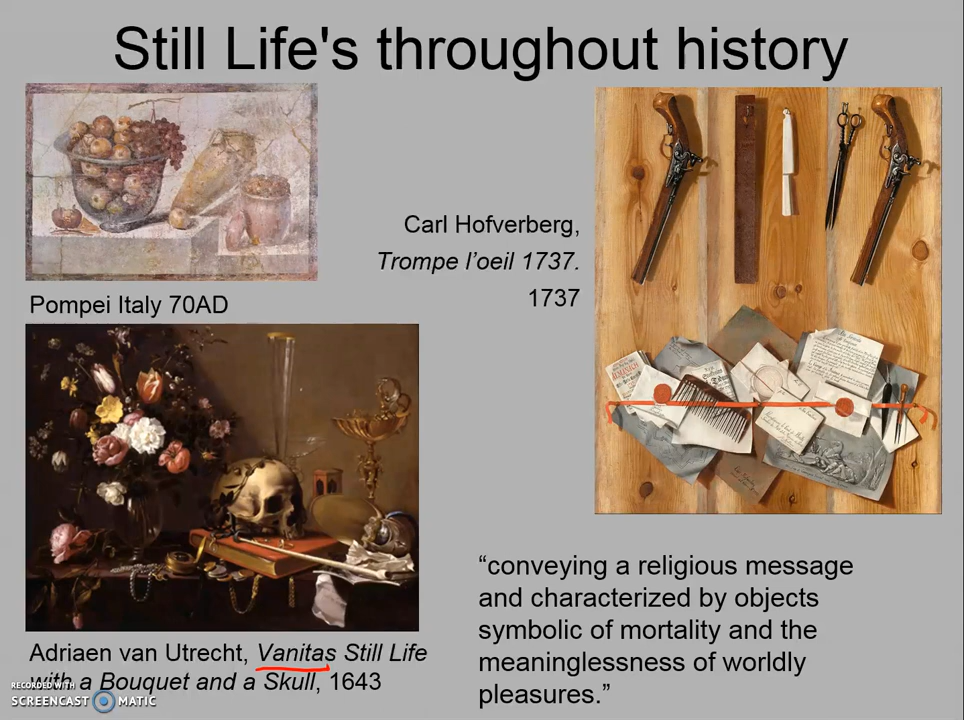 Still Life's throughout history
Pompei Italy 70AD
Carl Hofverberg,
Trompe l’oeil 1737.
1737
Adriaen van Utrecht, Vanitas Still Life
with a Bouquet and a Skull, 1643
“conveying a religious message
and characterized by objects
symbolic of mortality and the
meaninglessness of worldly
pleasures.”
RECORDED WITH
SCREENCAST MATIC